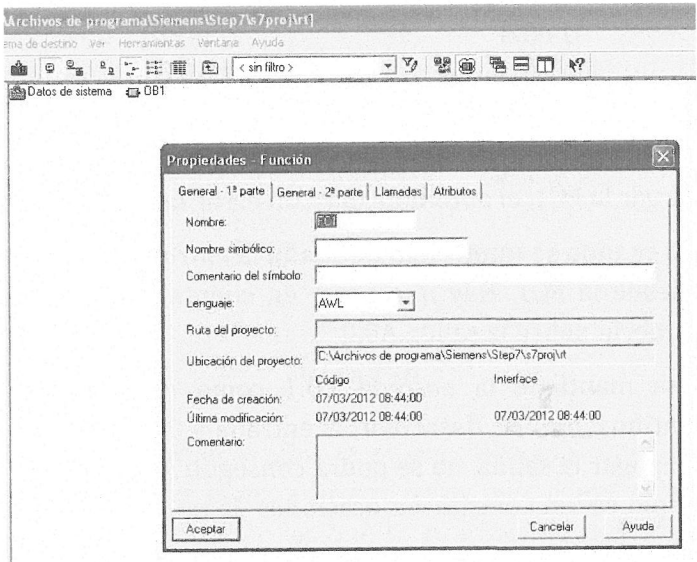 \Archivos de programa\Siemens\Step7\s7proj\rt]
ema de destino Ver Herramientas Ventana Ayuda
< sin filtro >
Datos de sistema OB1
Propiedades - Función
General - 1ª parte General - 2ª parte Llamadas Atributos
Nombre: FC1
Nombre simbólico:
Comentario del símbolo:
Lenguaje: AWL
Ruta del proyecto:
Ubicación del proyecto: C:\Archivos de programa\Siemens\Step7\s7proj\rt
Código Interface
Fecha de creación: 07/03/2012 08:44:00
Última modificación: 07/03/2012 08:44:00 07/03/2012 08:44:00
Comentario:
Aceptar Cancelar Ayuda